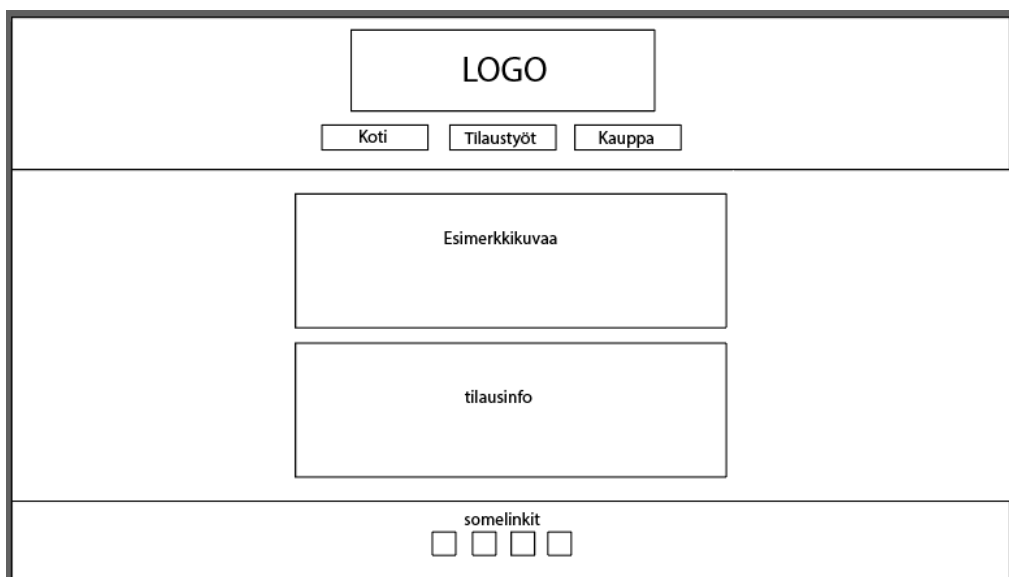 LOGO
Koti Tilaustyöt Kauppa
Esimerkkikuvaa
tilausinfo
somelinkit